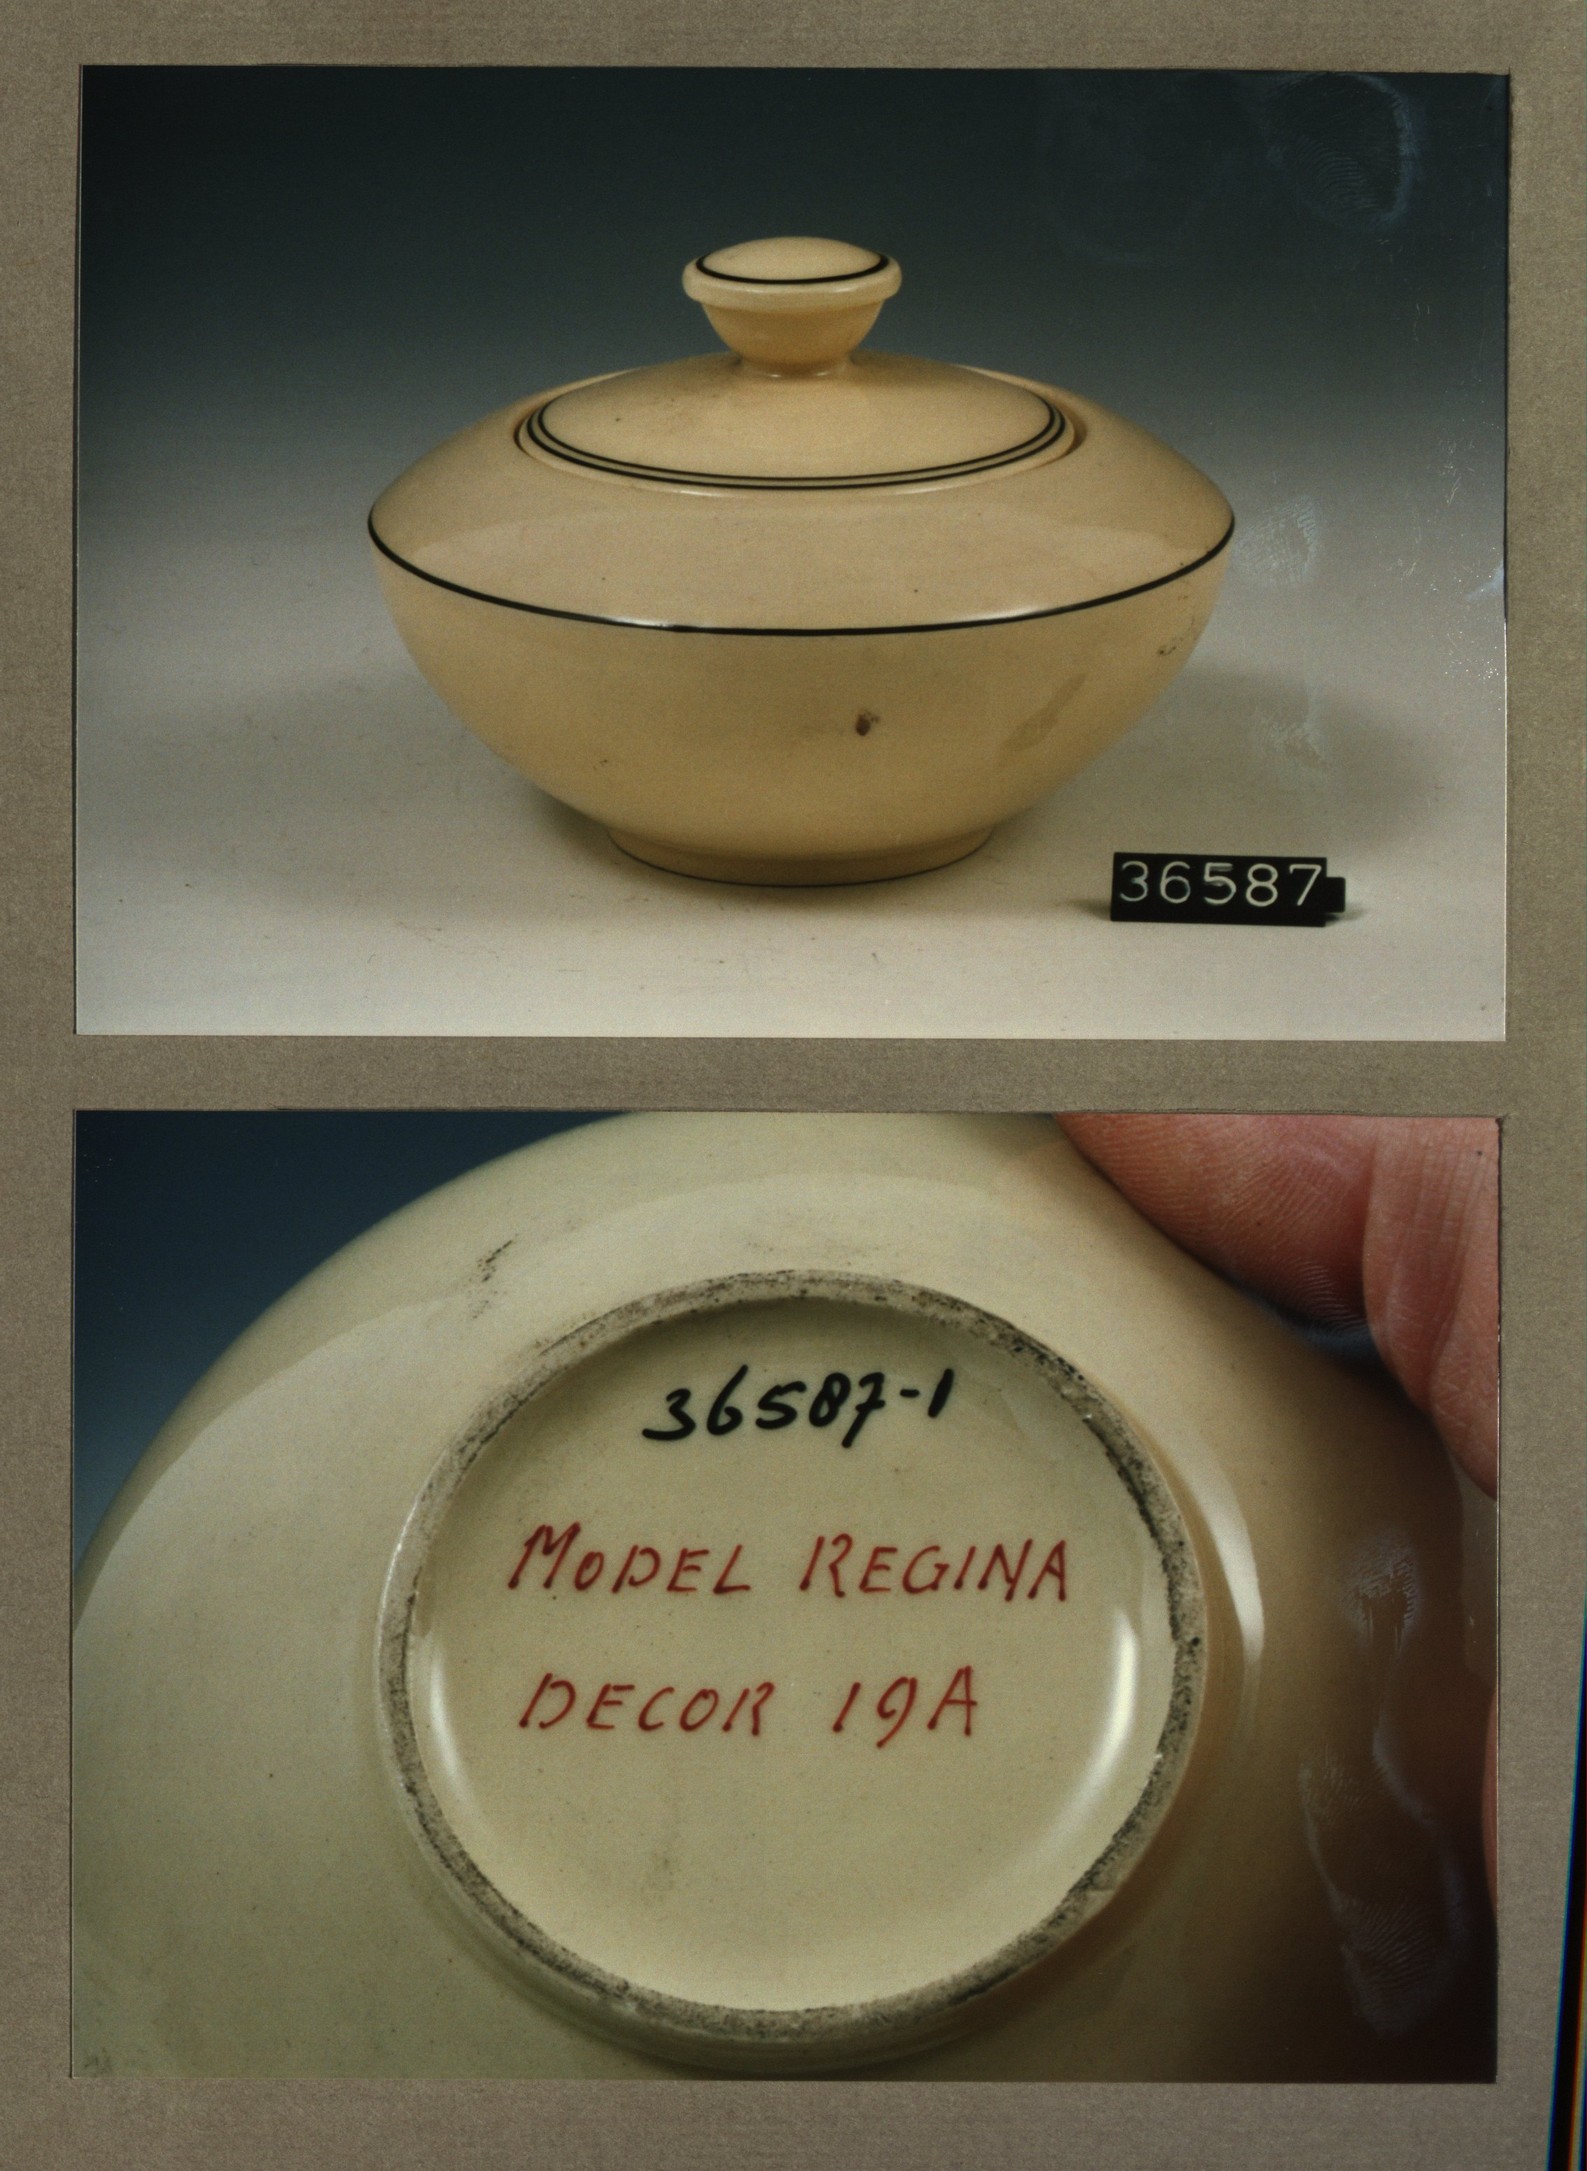 36587
36587-1
MODEL REGINA
DECOR 19A